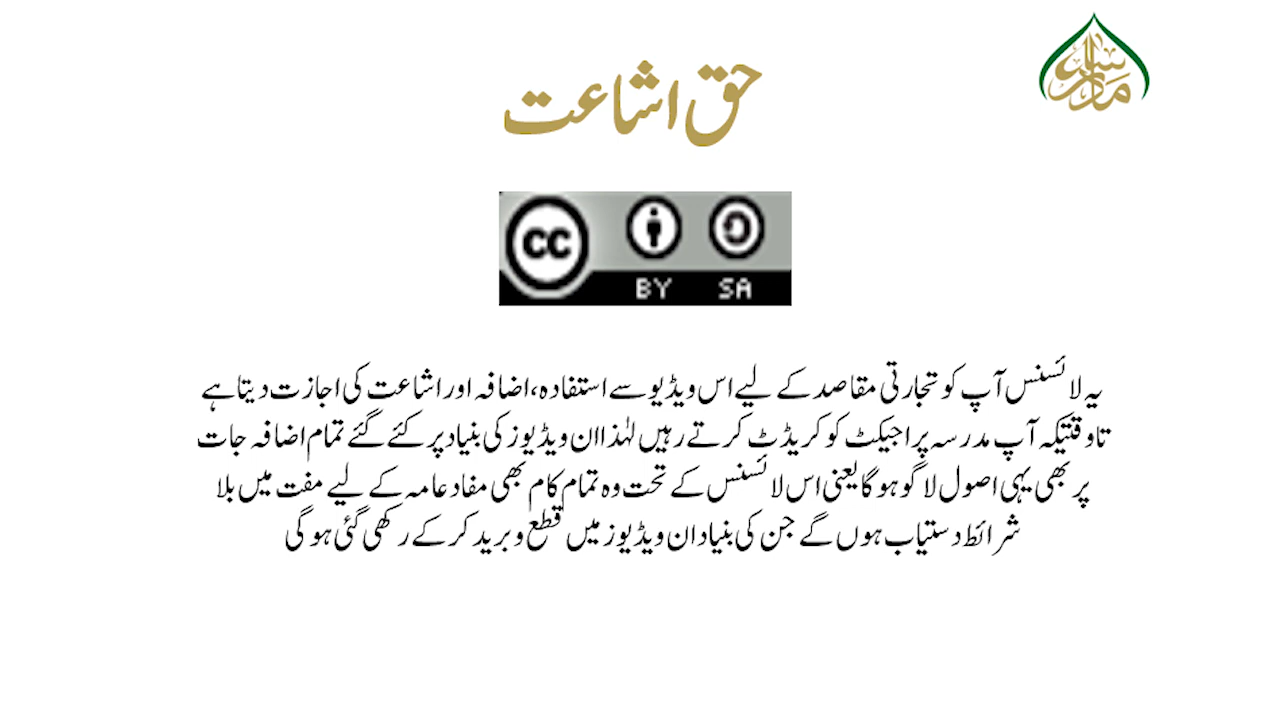 مدرسہ
حق اشاعت
cc
BY SA
یہ لائسنس آپ کو تجارتی مقاصد کے لیے اس ویڈیو سے استفادہ، اضافہ اور اشاعت کی اجازت دیتا ہے
تاوقتیکہ آپ مدرسہ پراجیکٹ کو کریڈٹ کرتے رہیں لہٰذا ان ویڈیوز کی بنیاد پر کئے گئے تمام اضافہ جات
پر بھی یہی اصول لاگو ہوگا یعنی اس لائسنس کے تحت وہ تمام کام بھی مفاد عامہ کے لیے مفت میں بلا
شرائط دستیاب ہوں گے جن کی بنیاد ان ویڈیوز میں قطع و برید کر کے رکھی گئی ہوگی